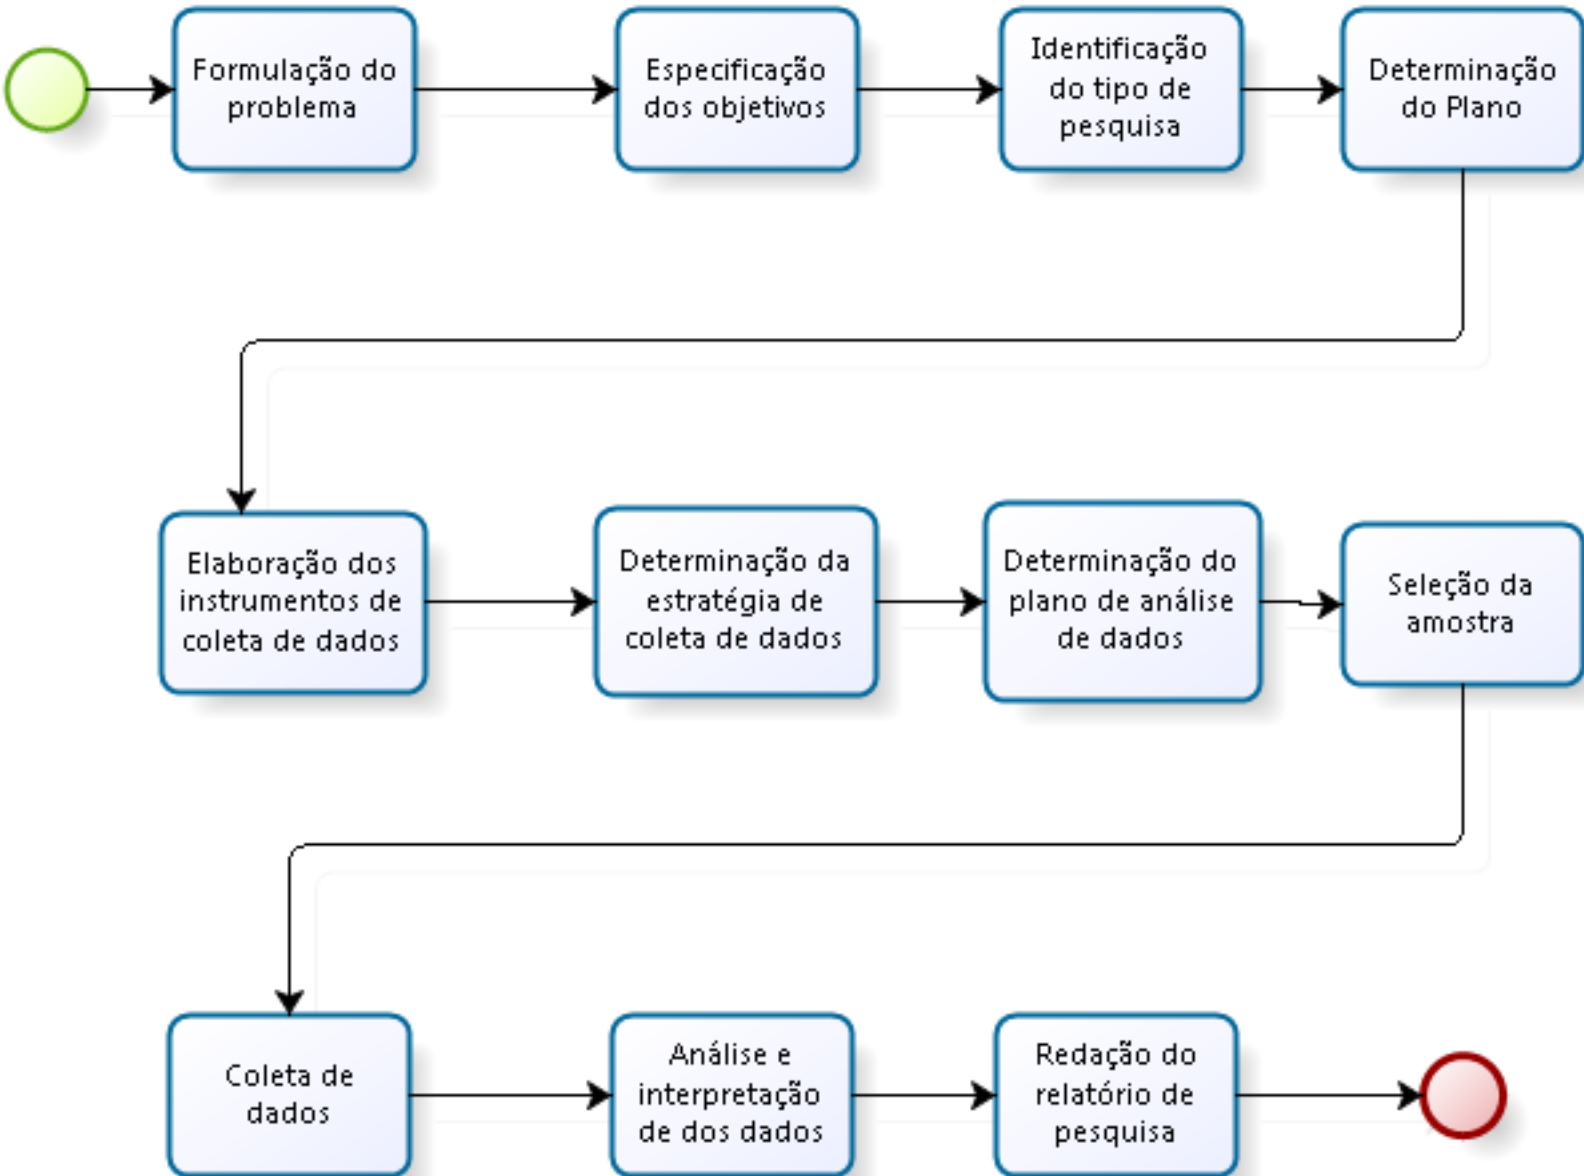 Formulação do
problema
Especificação
dos objetivos
Identificação
do tipo de
pesquisa
Determinação
do Plano
Elaboração dos
instrumentos de
coleta de dados
Determinação da
estratégia de
coleta de dados
Determinação do
plano de análise
de dados
Seleção da
amostra
Coleta de
dados
Análise e
interpretação
de dos dados
Redação do
relatório de
pesquisa